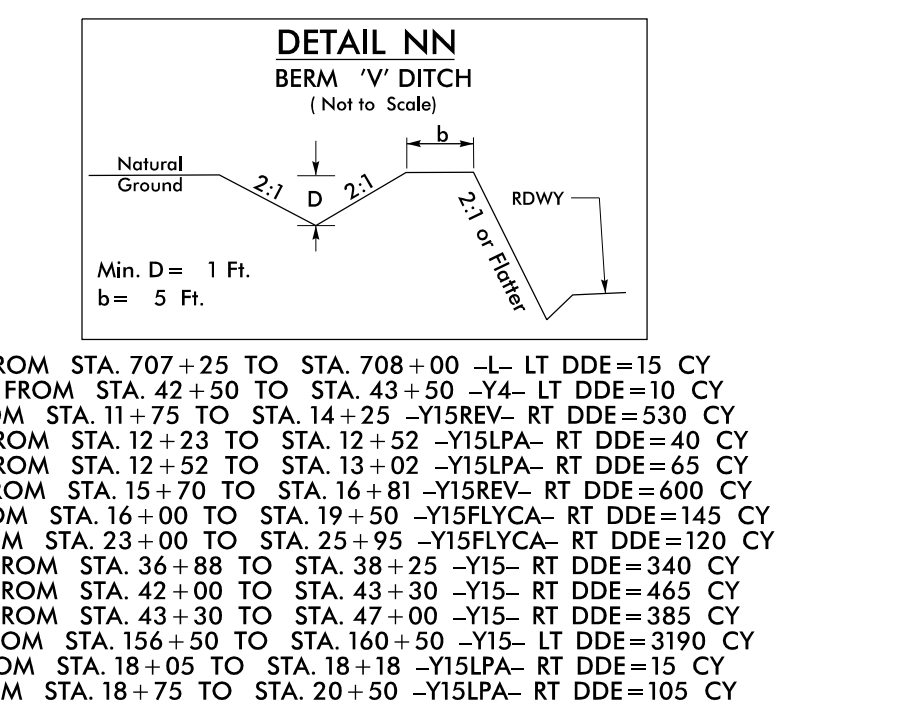 DETAIL NN
BERM 'V' DITCH
( Not to Scale)
b
Natural
Ground
2:1
D
2:1
2:1 or Flatter
RDWY
Min. D = 1 Ft.
b = 5 Ft.
STA. 707+25 TO STA. 708+00 -L- LT DDE=15 CY
FROM STA. 42+50 TO STA. 43+50 -Y4- LT DDE=10 CY
STA. 11+75 TO STA. 14+25 -Y15REV- RT DDE=530 CY
STA. 12+23 TO STA. 12+52 -Y15LPA- RT DDE=40 CY
STA. 12+52 TO STA. 13+02 -Y15LPA- RT DDE=65 CY
STA. 15+70 TO STA. 16+81 -Y15REV- RT DDE=600 CY
STA. 16+00 TO STA. 19+50 -Y15FLYCA- RT DDE=145 CY
STA. 23+00 TO STA. 25+95 -Y15FLYCA- RT DDE=120 CY
STA. 36+88 TO STA. 38+25 -Y15- RT DDE=340 CY
STA. 42+00 TO STA. 43+30 -Y15- RT DDE=465 CY
STA. 43+30 TO STA. 47+00 -Y15- RT DDE=385 CY
STA. 156+50 TO STA. 160+50 -Y15- LT DDE=3190 CY
STA. 18+05 TO STA. 18+18 -Y15LPA- RT DDE=15 CY
STA. 18+75 TO STA. 20+50 -Y15LPA- RT DDE=105 CY